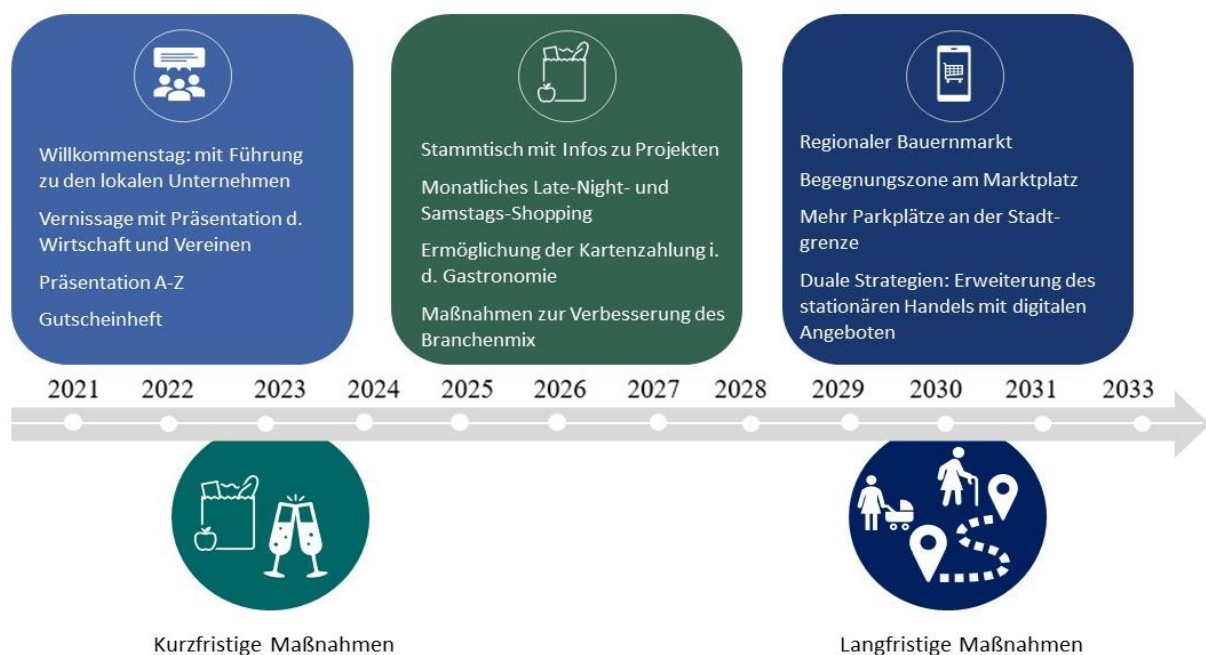 Willkommenstag: mit Führung
zu den lokalen Unternehmen
Vernissage mit Präsentation d.
Wirtschaft und Vereinen
Präsentation A-Z
Gutscheinheft
Stammtisch mit Infos zu Projekten
Monatliches Late-Night- und
Samstags-Shopping
Ermöglichung der Kartenzahlung i.
d. Gastronomie
Maßnahmen zur Verbesserung des
Branchenmix
Regionaler Bauernmarkt
Begegnungszone am Marktplatz
Mehr Parkplätze an der Stadt-
grenze
Duale Strategien: Erweiterung des
stationären Handels mit digitalen
Angeboten
2021 2022 2023 2024 2025 2026 2027 2028 2029 2030 2031 2033
Kurzfristige Maßnahmen
Langfristige Maßnahmen